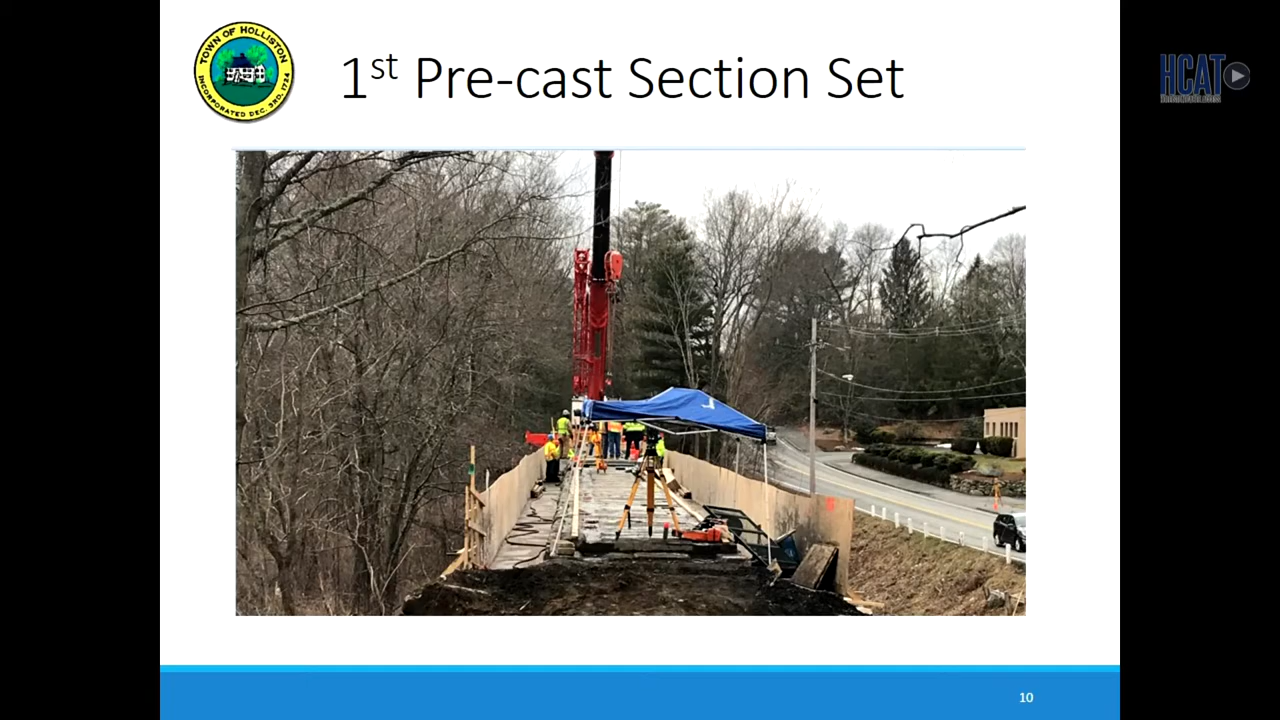 TOWN OF HOLLISTON
INCORPORATED DEC. 3RD, 1724
1st Pre-cast Section Set
HCAT
10